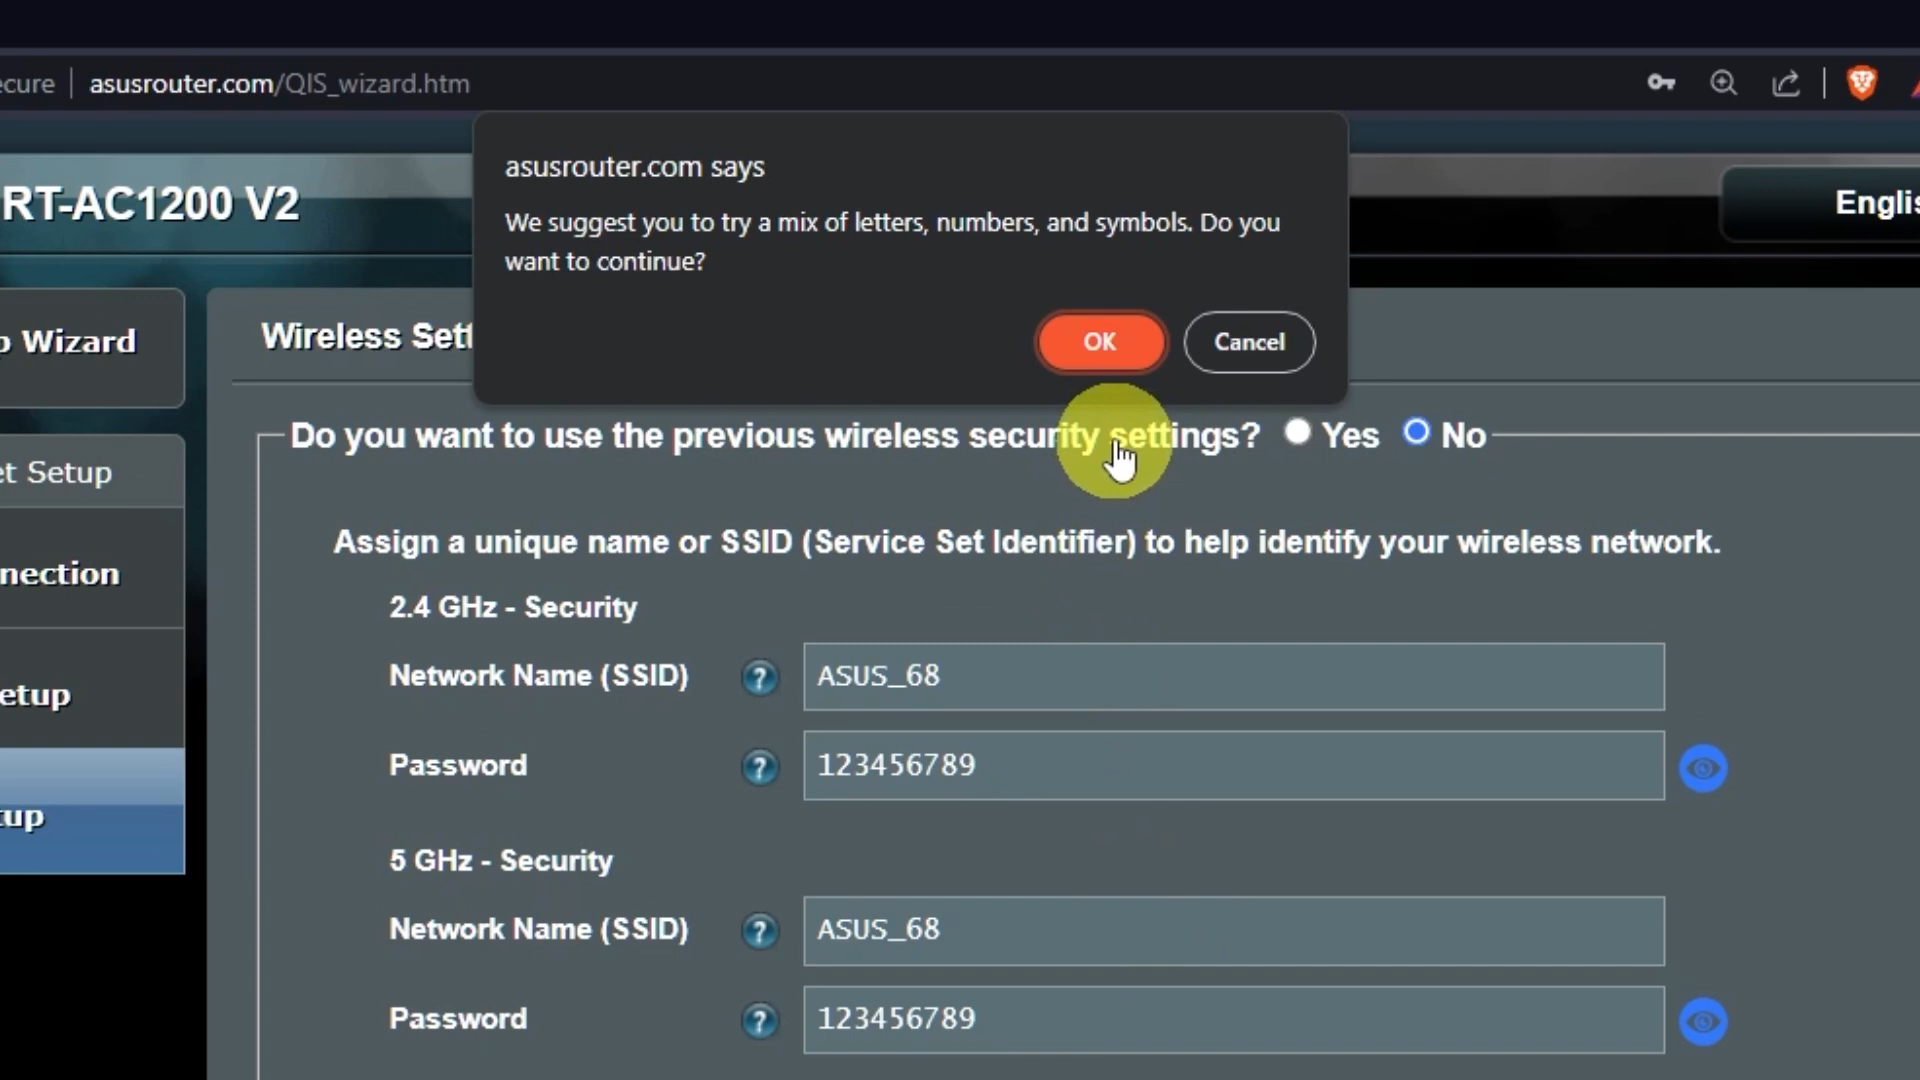 ecure | asusrouter.com/QIS_wizard.htm
asusrouter.com says
We suggest you to try a mix of letters, numbers, and symbols. Do you
want to continue?
OK Cancel
RT-AC1200 V2
Englis
p Wizard
et Setup
nnection
etup
tup
Wireless Sett
Do you want to use the previous wireless security settings? Yes No
Assign a unique name or SSID (Service Set Identifier) to help identify your wireless network.
2.4 GHz - Security
Network Name (SSID) ? ASUS_68
Password ? 123456789
5 GHz - Security
Network Name (SSID) ? ASUS_68
Password ? 123456789